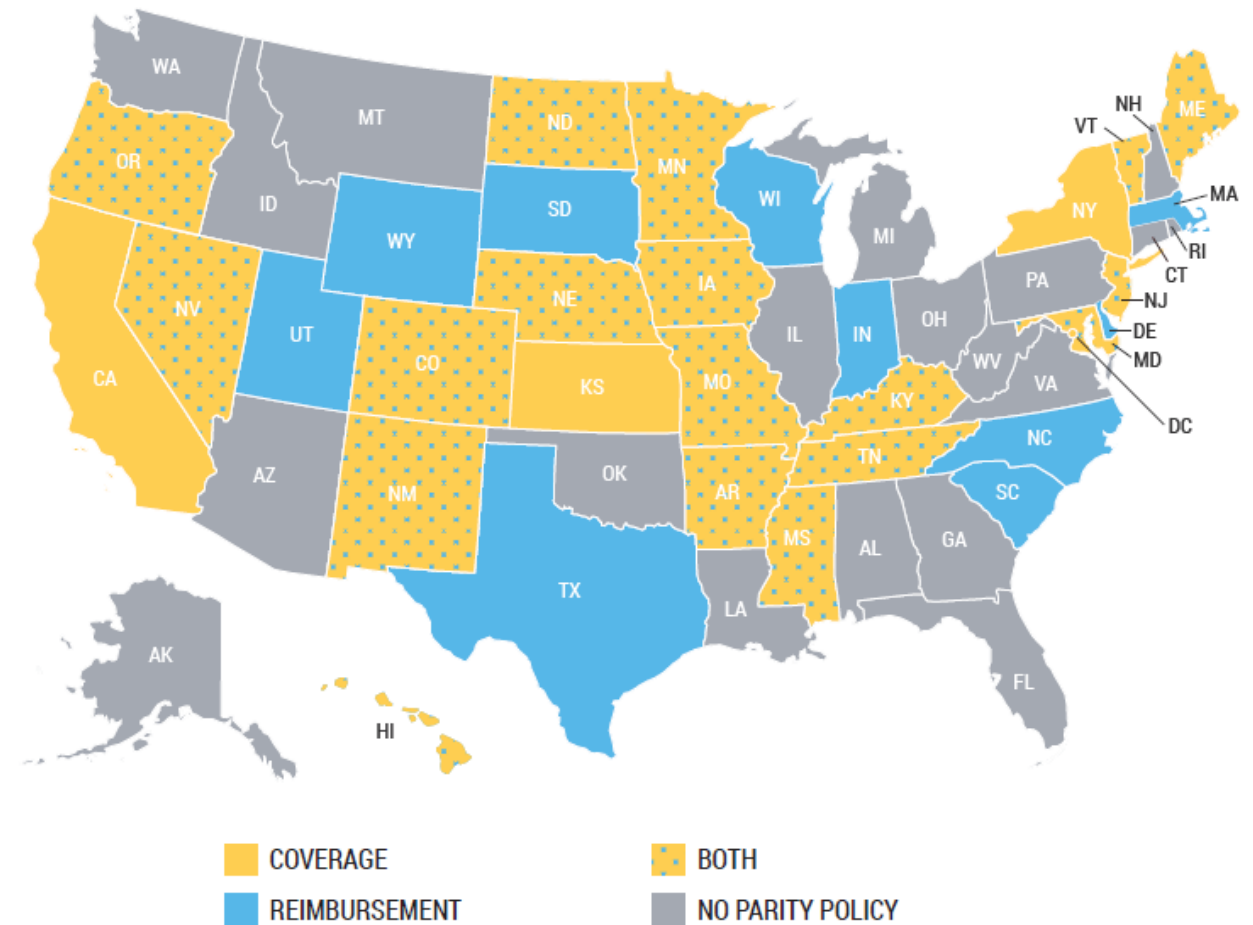 WA
MT
ND
MN
OR
ID
WY
SD
WI
MI
NH
VT
ME
NY
MA
RI
CT
PA
NJ
DE
MD
DC
NV
UT
CO
NE
IA
IL
IN
OH
WV
VA
CA
KS
MO
KY
NC
TN
SC
AZ
NM
OK
AR
MS
AL
GA
TX
LA
FL
AK
HI
COVERAGE
BOTH
REIMBURSEMENT
NO PARITY POLICY